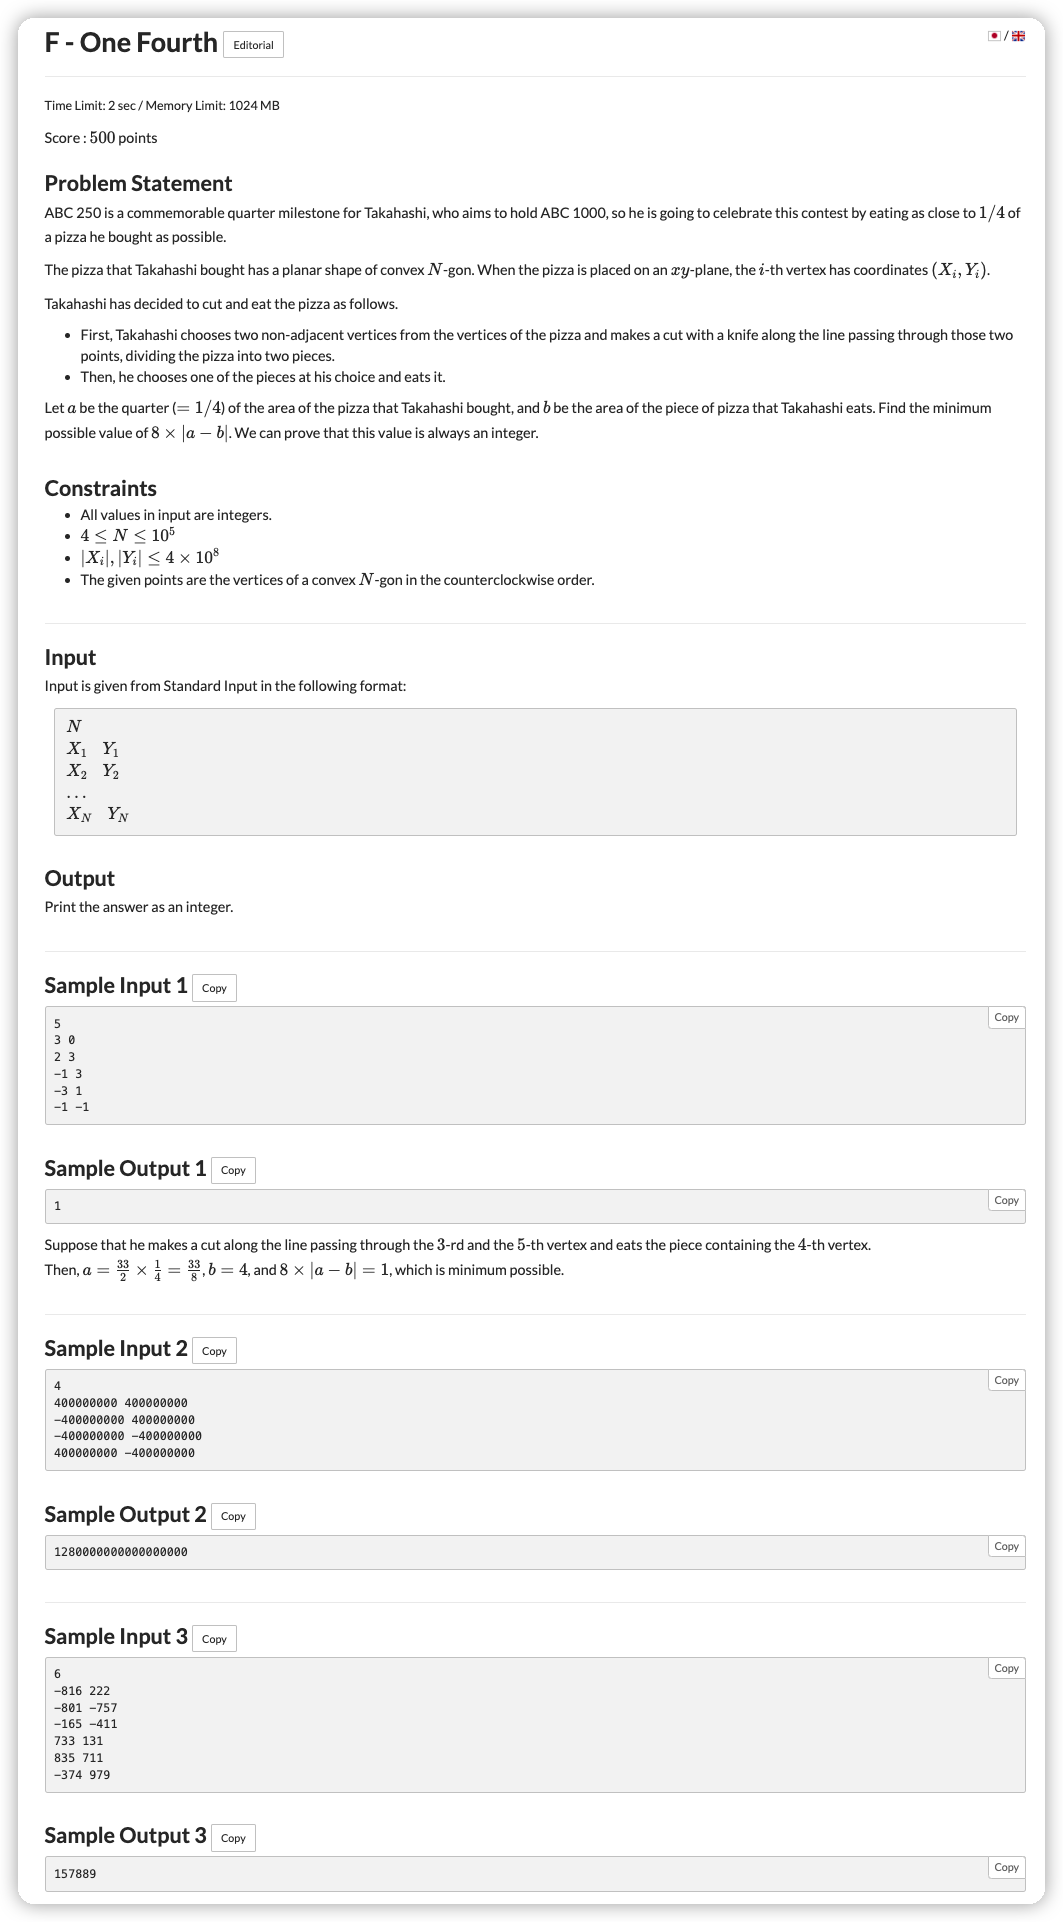 F - One Fourth Editorial
/
Time Limit: 2 sec / Memory Limit: 1024 MB
Score : 500 points
Problem Statement
ABC 250 is a commemorable quarter milestone for Takahashi, who aims to hold ABC 1000, so he is going to celebrate this contest by eating as close to 1/4 of
a pizza he bought as possible.
The pizza that Takahashi bought has a planar shape of convex N-gon. When the pizza is placed on an xy-plane, the i-th vertex has coordinates (X_i, Y_i).
Takahashi has decided to cut and eat the pizza as follows.
• First, Takahashi chooses two non-adjacent vertices from the vertices of the pizza and makes a cut with a knife along the line passing through those two
points, dividing the pizza into two pieces.
• Then, he chooses one of the pieces at his choice and eats it.
Let a be the quarter (= 1/4) of the area of the pizza that Takahashi bought, and b be the area of the piece of pizza that Takahashi eats. Find the minimum
possible value of 8 × |a − b|. We can prove that this value is always an integer.
Constraints
• All values in input are integers.
• 4 ≤ N ≤ 10^5
• |X_i|, |Y_i| ≤ 4 × 10^8
• The given points are the vertices of a convex N-gon in the counterclockwise order.
Input
Input is given from Standard Input in the following format:
N
X_1 Y_1
X_2 Y_2
...
X_N Y_N
Output
Print the answer as an integer.
Sample Input 1 Copy
Copy
5
3 0
2 3
-1 3
-3 1
-1 -1
Sample Output 1 Copy
Copy
1
Suppose that he makes a cut along the line passing through the 3-rd and the 5-th vertex and eats the piece containing the 4-th vertex.
Then, a = 33/2 × 1/4 = 33/8, b = 4, and 8 × |a − b| = 1, which is minimum possible.
Sample Input 2 Copy
Copy
4
400000000 400000000
-400000000 400000000
-400000000 -400000000
400000000 -400000000
Sample Output 2 Copy
Copy
1280000000000000000
Sample Input 3 Copy
Copy
6
-816 222
-801 -757
-165 -411
733 131
835 711
-374 979
Sample Output 3 Copy
Copy
157889